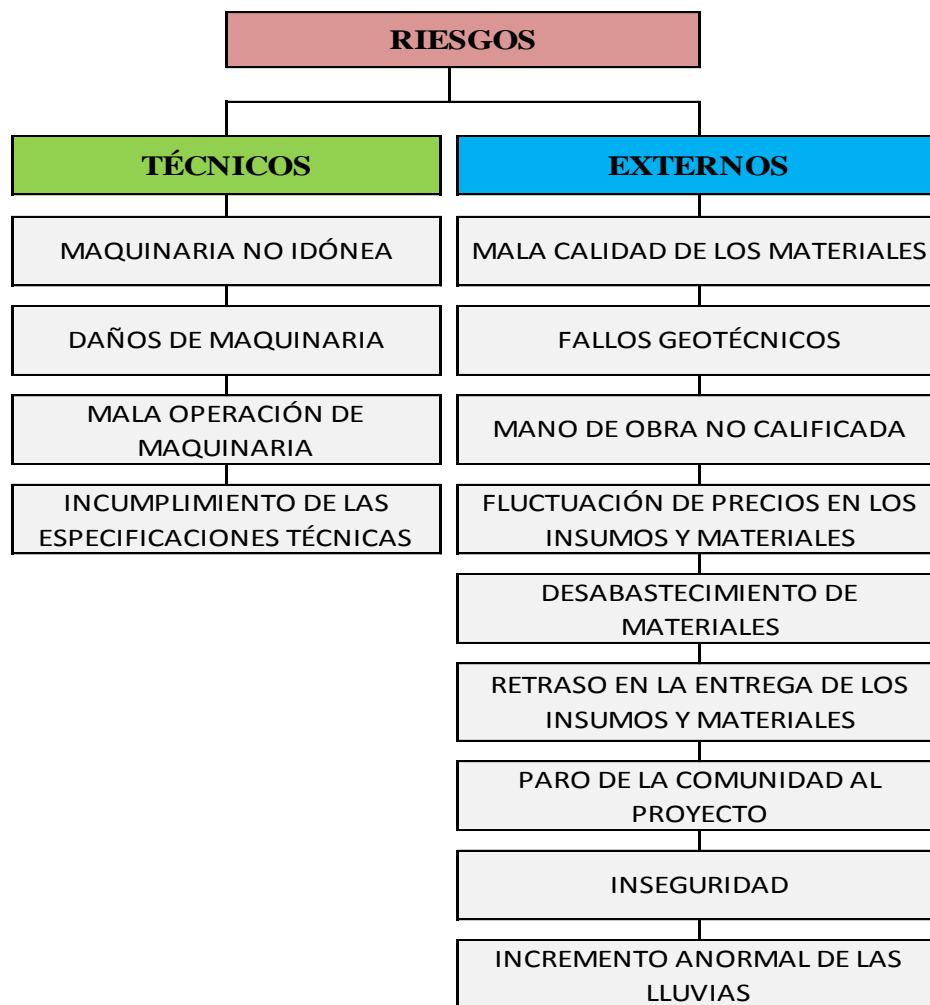 RIESGOS
TÉCNICOS
MAQUINARIA NO IDÓNEA
DAÑOS DE MAQUINARIA
MALA OPERACIÓN DE
MAQUINARIA
INCUMPLIMIENTO DE LAS
ESPECIFICACIONES TÉCNICAS
EXTERNOS
MALA CALIDAD DE LOS MATERIALES
FALLOS GEOTÉCNICOS
MANO DE OBRA NO CALIFICADA
FLUCTUACIÓN DE PRECIOS EN LOS
INSUMOS Y MATERIALES
DESABASTECIMIENTO DE
MATERIALES
RETRASO EN LA ENTREGA DE LOS
INSUMOS Y MATERIALES
PARO DE LA COMUNIDAD AL
PROYECTO
INSEGURIDAD
INCREMENTO ANORMAL DE LAS
LLUVIAS